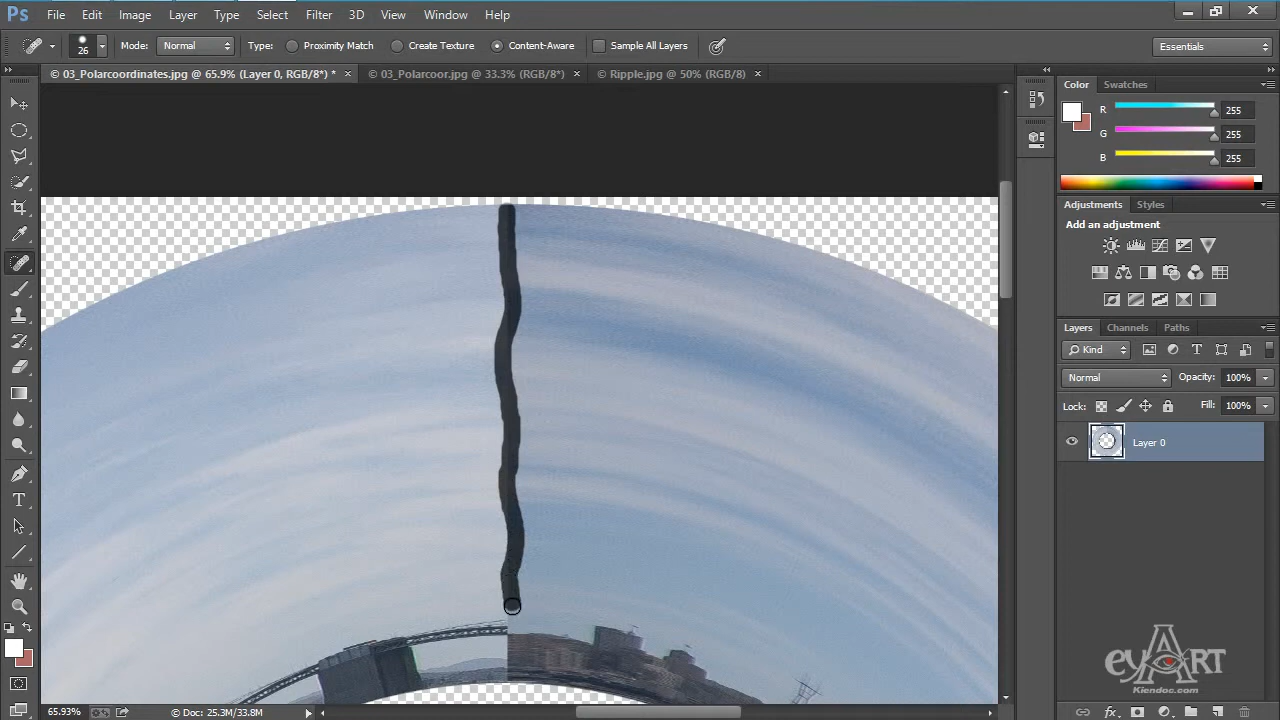 Ps File Edit Image Layer Type Select Filter 3D View Window Help
26 Mode: Normal Type: Proximity Match Create Texture Content-Aware Sample All Layers Essentials
© 03_Polarcoordinates.jpg @ 65.9% (Layer 0, RGB/8*) * × © 03_Polarcoor.jpg @ 33.3% (RGB/8*) × © Ripple.jpg @ 50% (RGB/8) ×
Color Swatches
R 255
G 255
B 255
Adjustments Styles
Add an adjustment
Layers Channels Paths
Kind
Normal Opacity: 100%
Lock: Fill: 100%
Layer 0
eyART
Kiendoc.com
65.93% © Doc: 25.3M/33.8M
fx